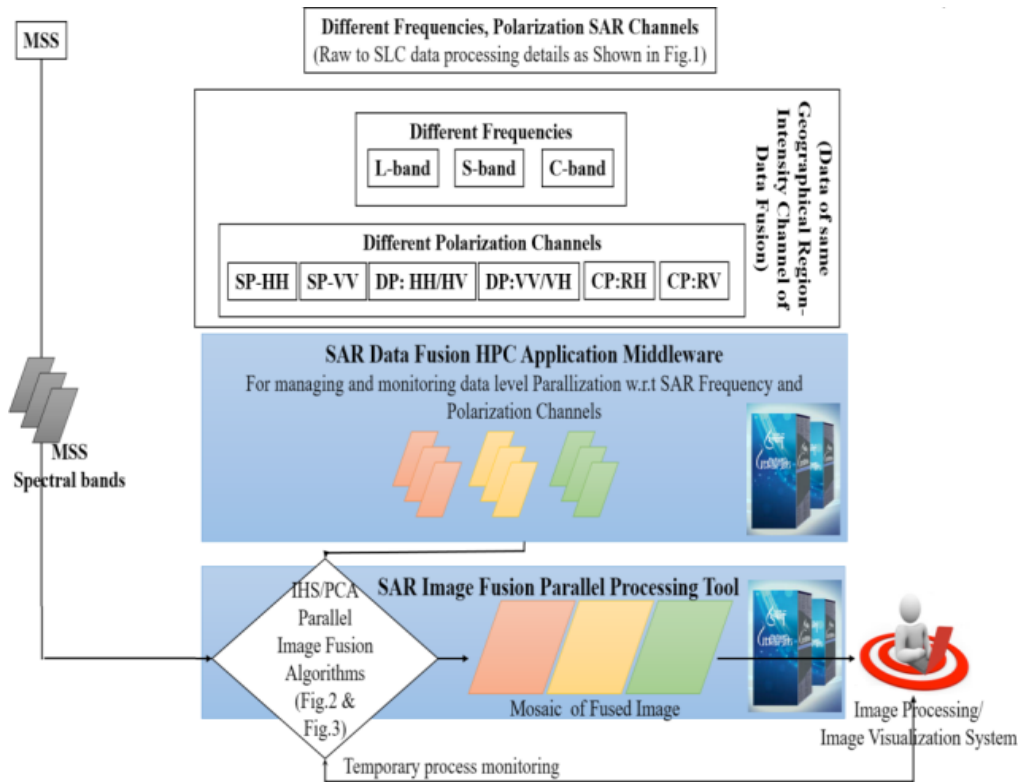 MSS
Different Frequencies, Polarization SAR Channels
(Raw to SLC data processing details as Shown in Fig.1)
Different Frequencies
L-band
S-band
C-band
Different Polarization Channels
SP-HH
SP-VV
DP: HH/HV
DP:VV/VH
CP:RH
CP:RV
(Data of same
Geographical Region-
Intensity Channel of
Data Fusion)
SAR Data Fusion HPC Application Middleware
For managing and monitoring data level Parallization w.r.t SAR Frequency and
Polarization Channels
MSS
Spectral bands
SAR Image Fusion Parallel Processing Tool
IHS/PCA
Parallel
Image Fusion
Algorithms
(Fig.2 &
Fig.3)
Mosaic of Fused Image
Image Processing/
Image Visualization System
Temporary process monitoring